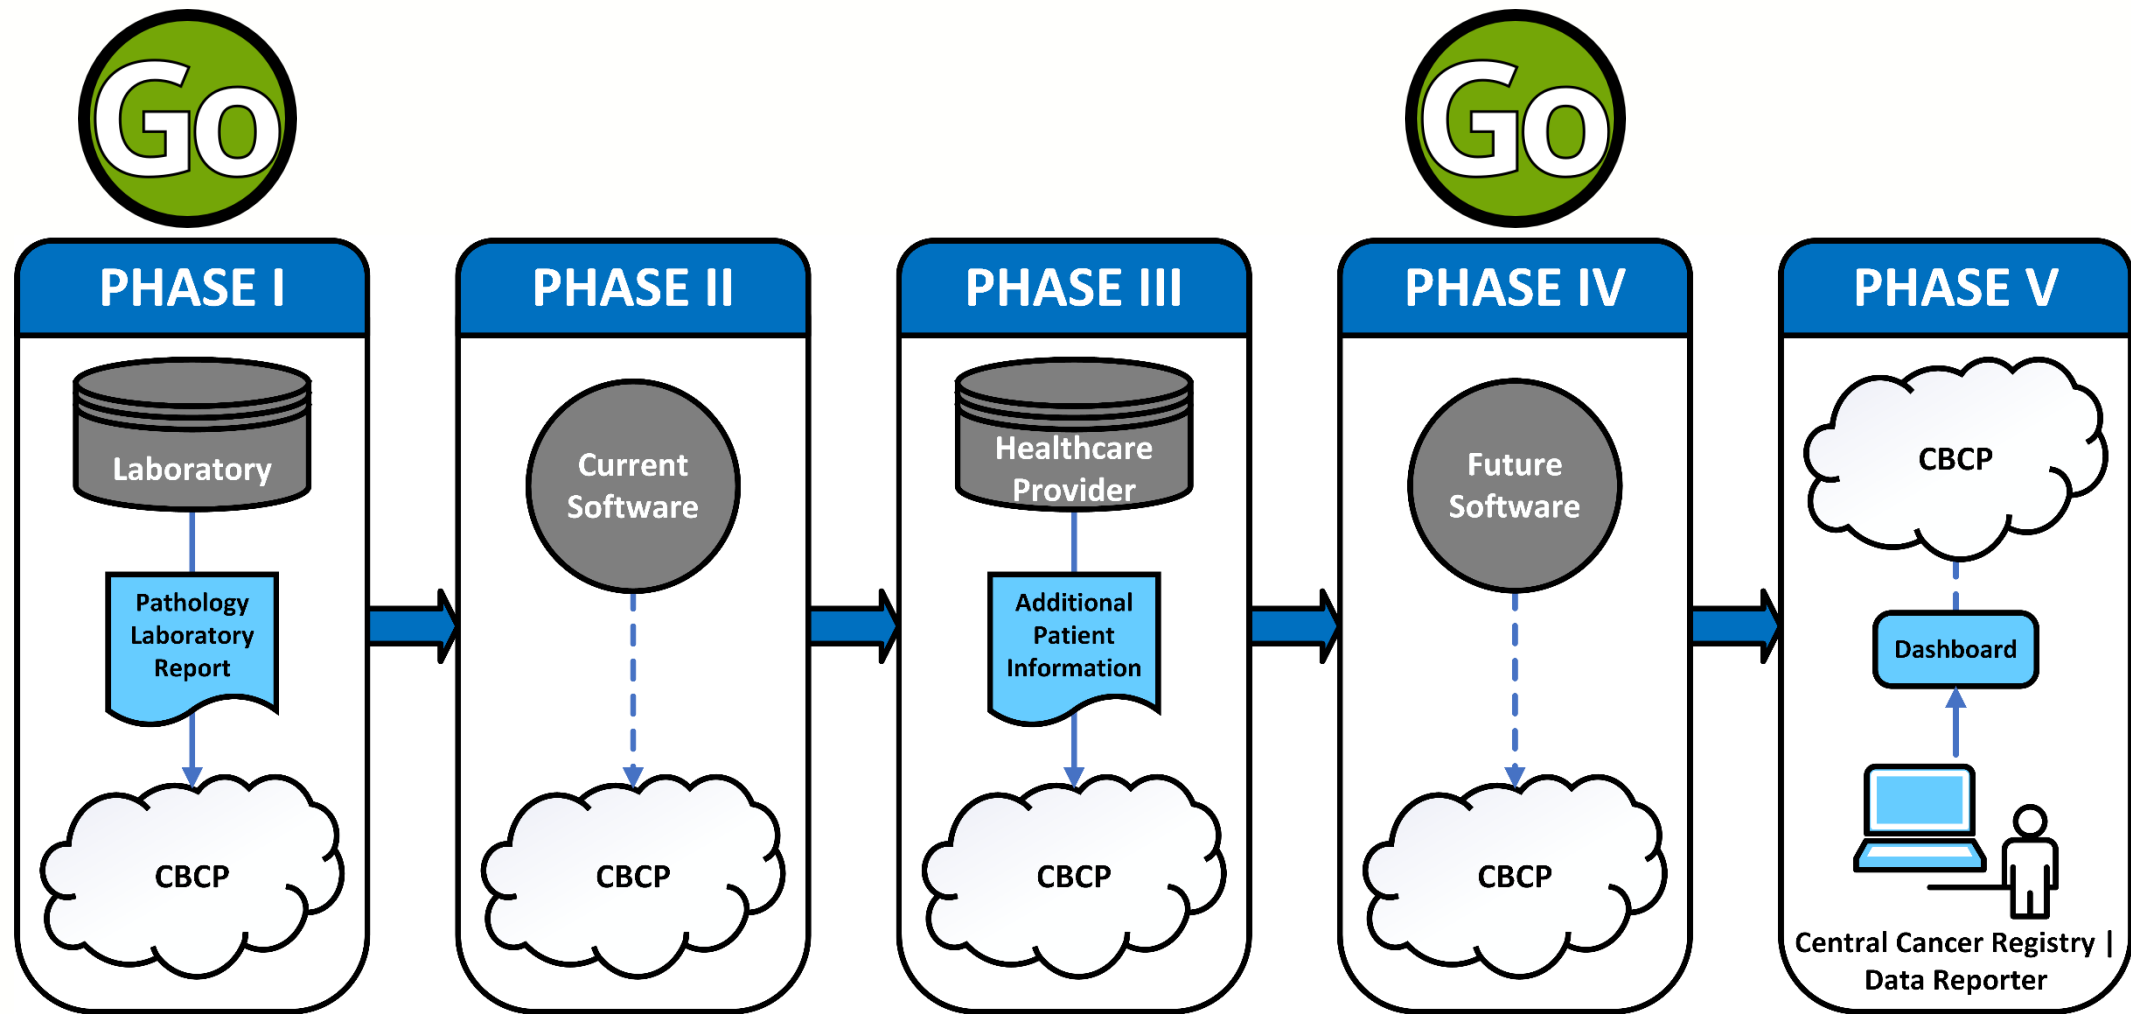 Go
Go
PHASE I
Laboratory
Pathology
Laboratory
Report
CBCP
PHASE II
Current
Software
CBCP
PHASE III
Healthcare
Provider
Additional
Patient
Information
CBCP
PHASE IV
Future
Software
CBCP
PHASE V
CBCP
Dashboard
Central Cancer Registry |
Data Reporter